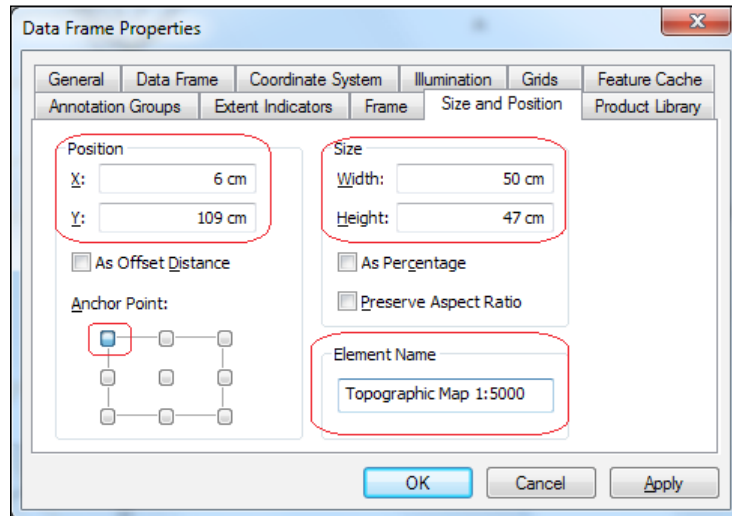 Data Frame Properties
General Data Frame Coordinate System Illumination Grids Feature Cache
Annotation Groups Extent Indicators Frame Size and Position Product Library
Position
X: 6 cm
Y: 109 cm
As Offset Distance
Anchor Point:
Size
Width: 50 cm
Height: 47 cm
As Percentage
Preserve Aspect Ratio
Element Name
Topographic Map 1:5000
OK Cancel Apply